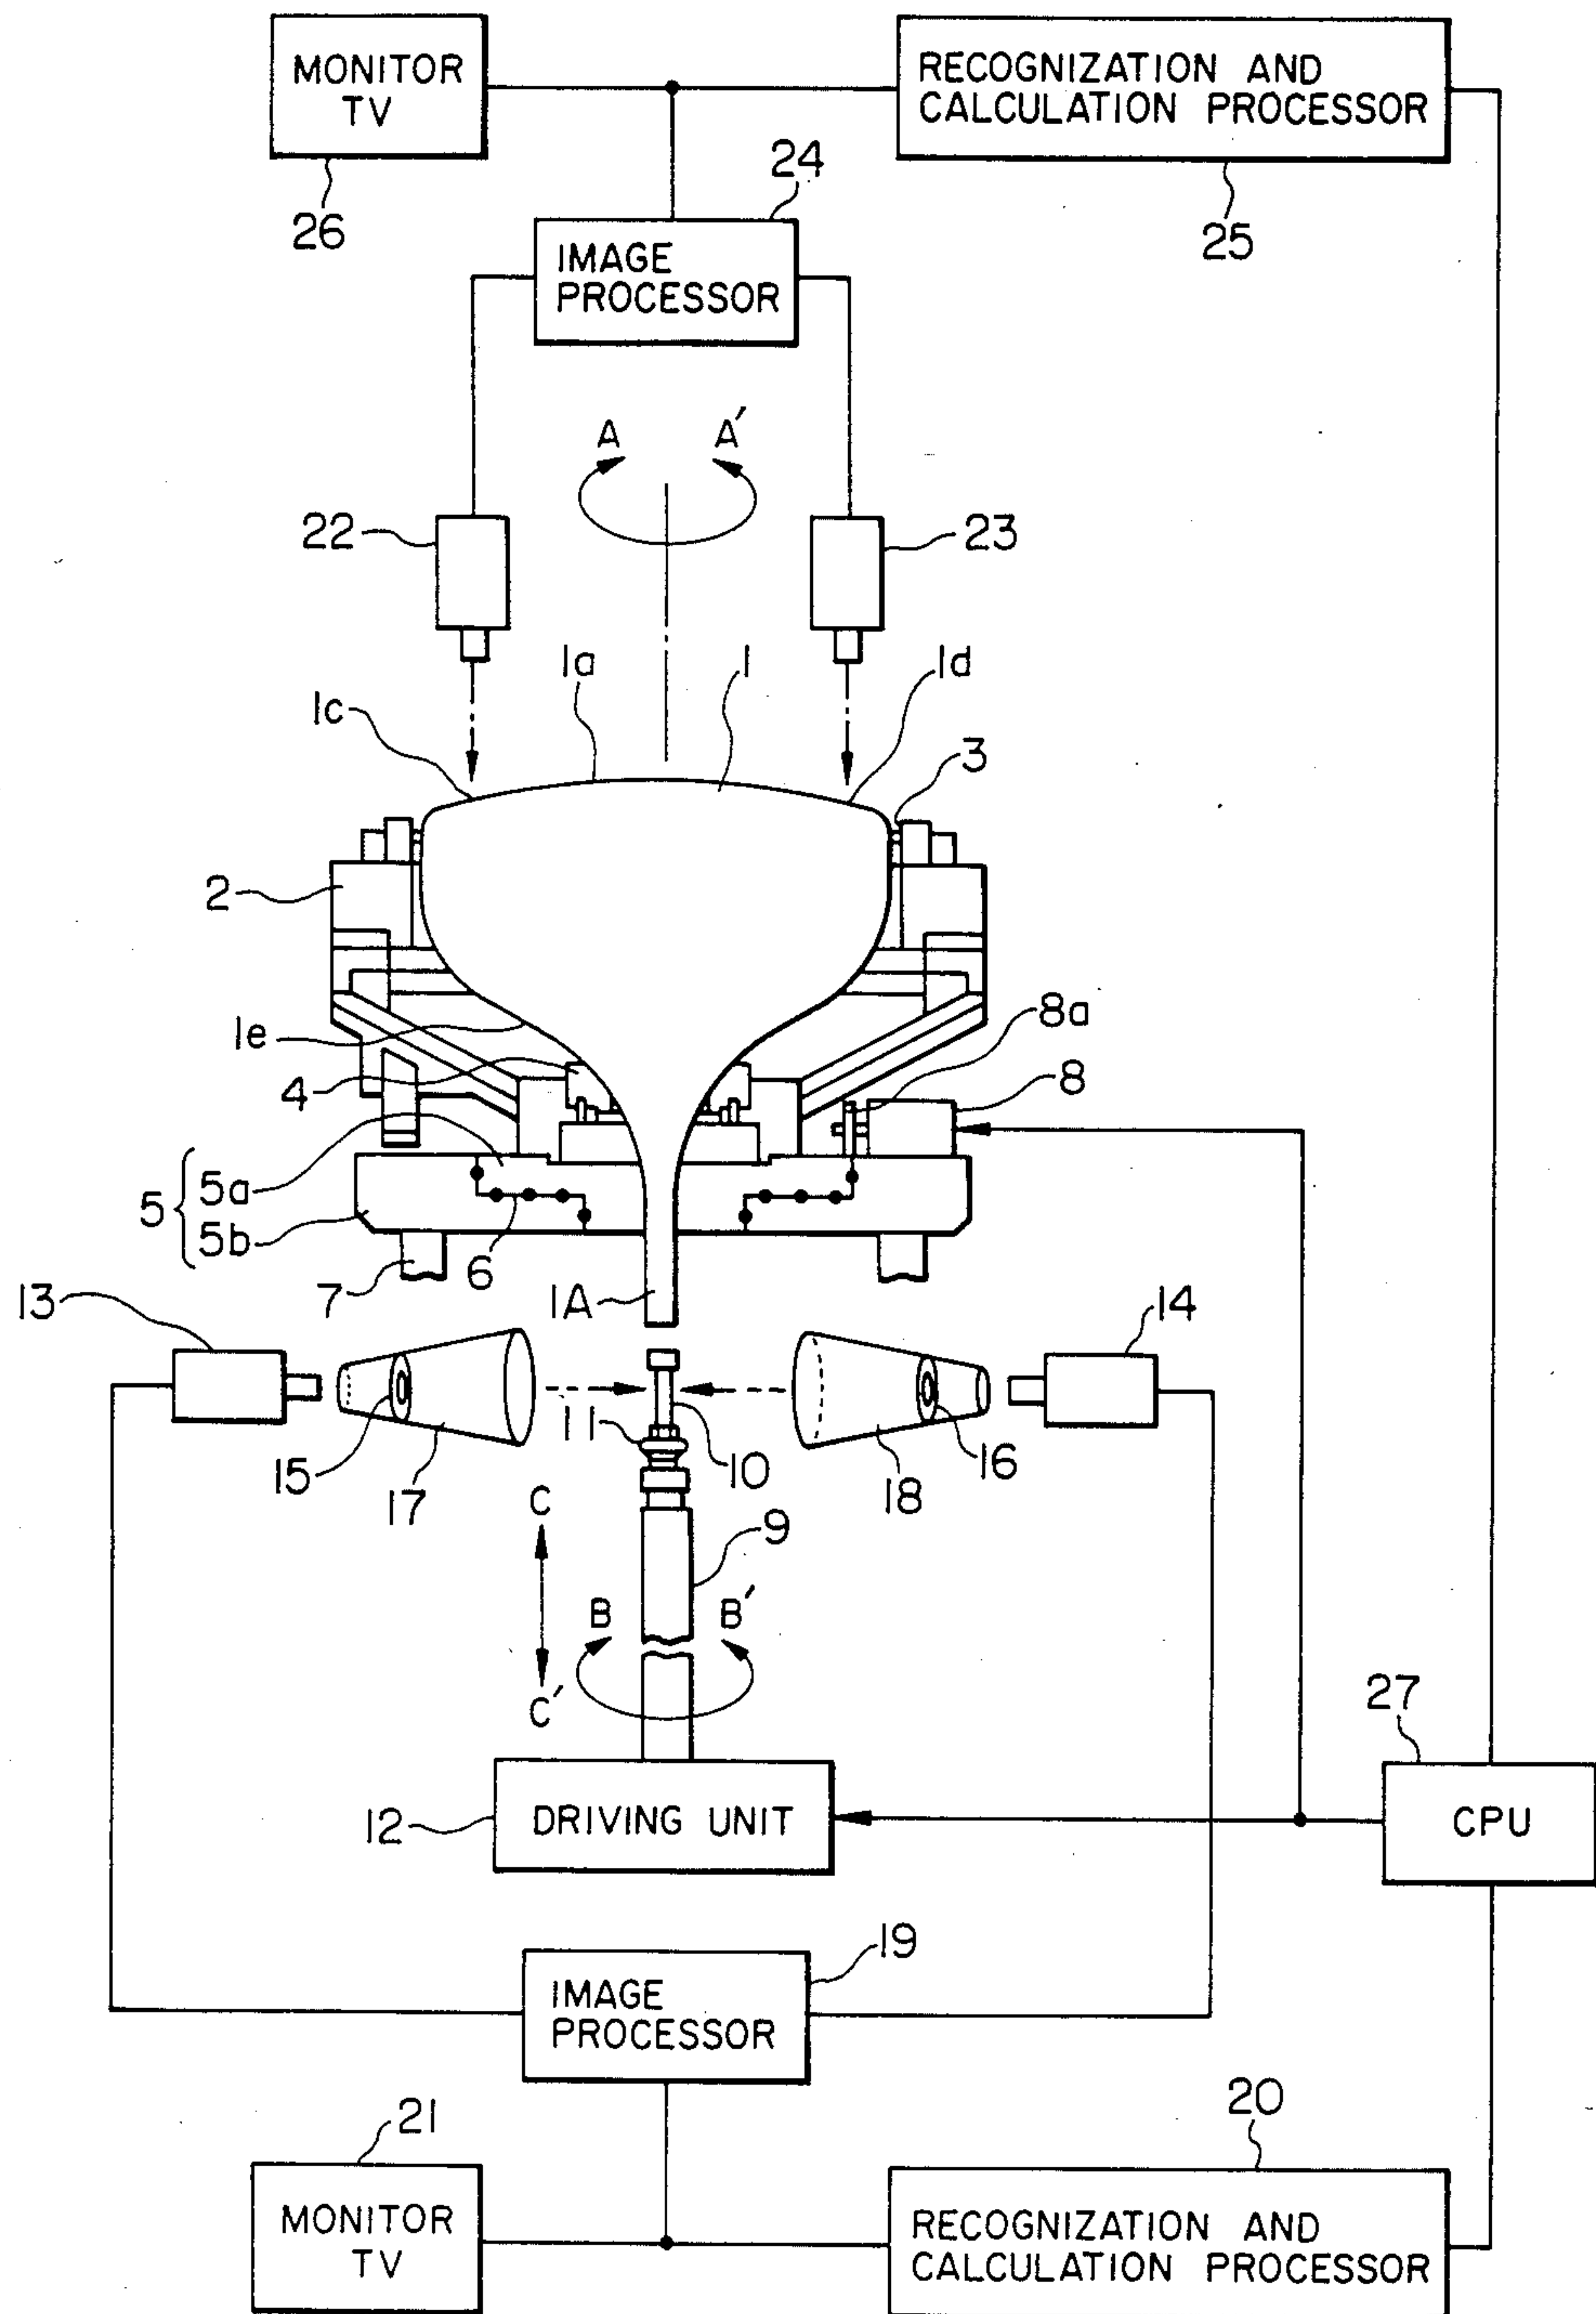 MONITOR
TV
RECOGNIZATION AND
CALCULATION PROCESSOR
24
26
25
IMAGE
PROCESSOR
A A'
22
23
1a
1
1d
1c
3
2
8a
1e
4
8
5
5a
5b
7
6
1A
13
14
11
15
17
10
18
16
C
9
B B'
C'
27
12
DRIVING UNIT
CPU
19
IMAGE
PROCESSOR
21
20
MONITOR
TV
RECOGNIZATION AND
CALCULATION PROCESSOR